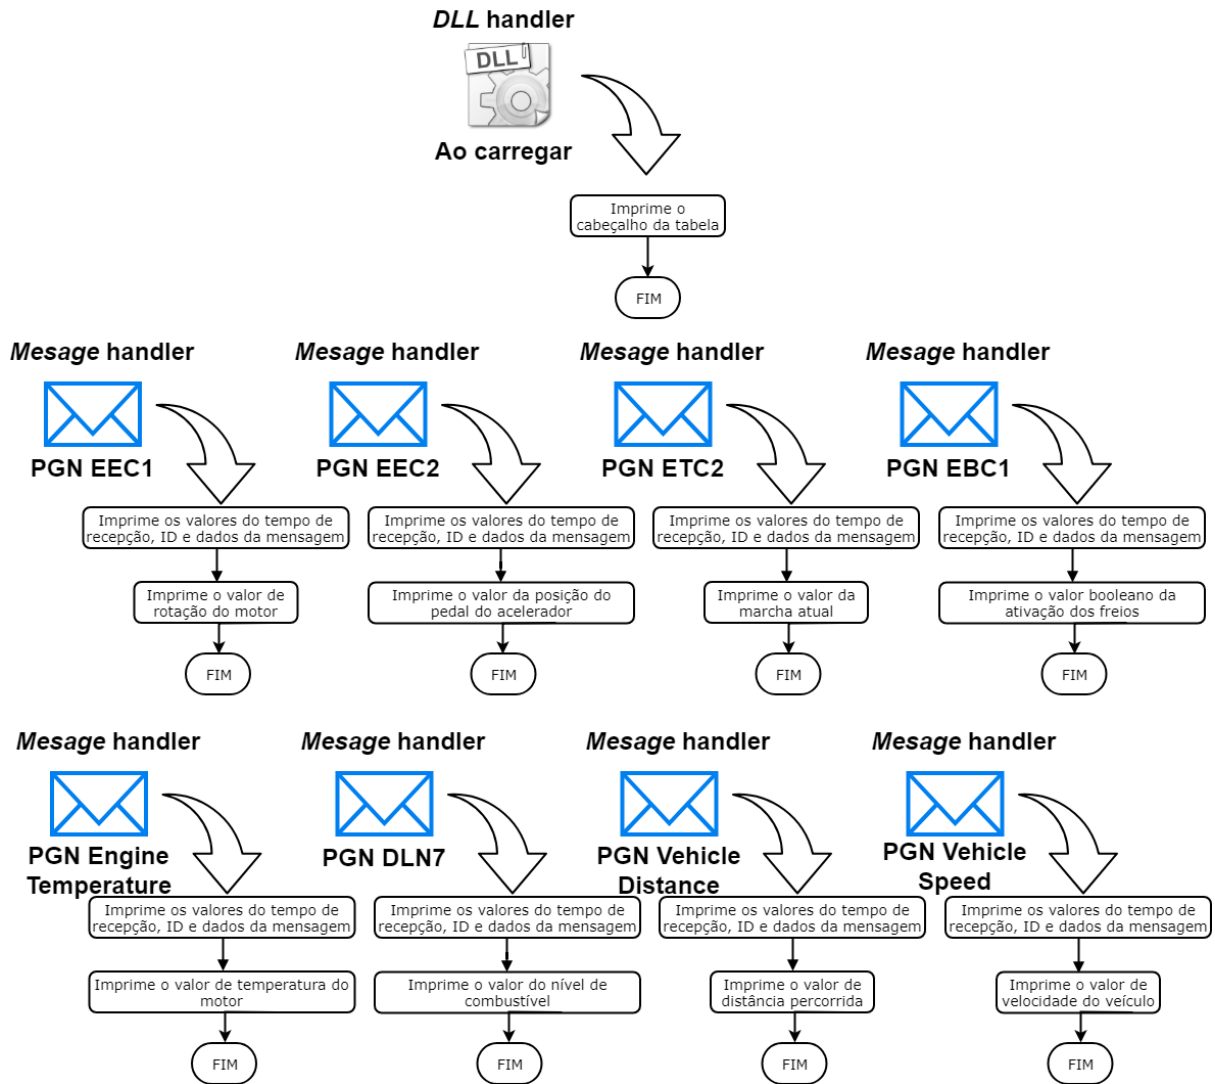 DLL handler
DLL
Ao carregar
Imprime o
cabeçalho da tabela
FIM
Mesage handler
PGN EEC1
Imprime os valores do tempo de
recepção, ID e dados da mensagem
Imprime o valor de
rotação do motor
FIM
Mesage handler
PGN EEC2
Imprime os valores do tempo de
recepção, ID e dados da mensagem
Imprime o valor da posição do
pedal do acelerador
FIM
Mesage handler
PGN ETC2
Imprime os valores do tempo de
recepção, ID e dados da mensagem
Imprime o valor da
marcha atual
FIM
Mesage handler
PGN EBC1
Imprime os valores do tempo de
recepção, ID e dados da mensagem
Imprime o valor booleano da
ativação dos freios
FIM
Mesage handler
PGN Engine
Temperature
Imprime os valores do tempo de
recepção, ID e dados da mensagem
Imprime o valor de temperatura do
motor
FIM
Mesage handler
PGN DLN7
Imprime os valores do tempo de
recepção, ID e dados da mensagem
Imprime o valor do nível de
combustível
FIM
Mesage handler
PGN Vehicle
Distance
Imprime os valores do tempo de
recepção, ID e dados da mensagem
Imprime o valor de
distância percorrida
FIM
Mesage handler
PGN Vehicle
Speed
Imprime os valores do tempo de
recepção, ID e dados da mensagem
Imprime o valor de
velocidade do veículo
FIM